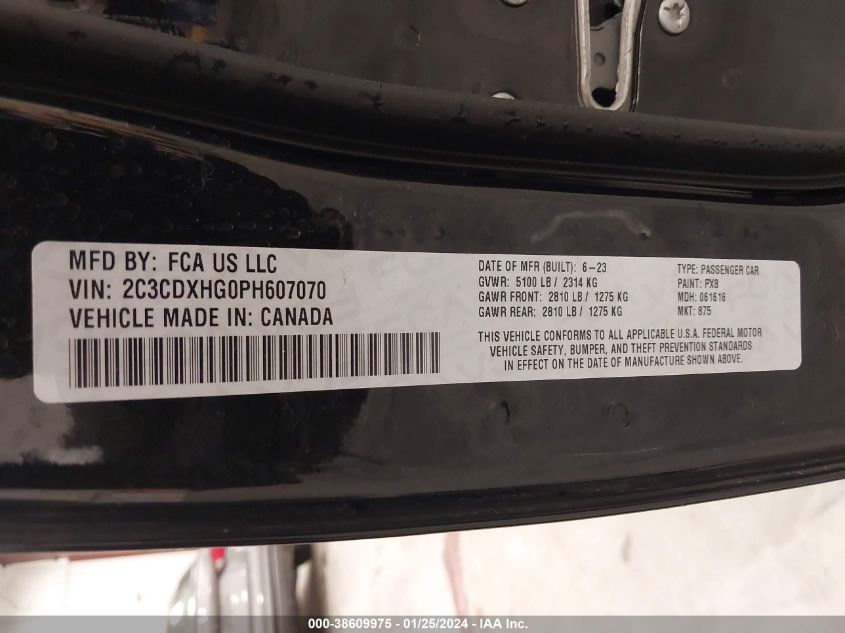 MFD BY: FCA US LLC
VIN: 2C3CDXHG0PH607070
VEHICLE MADE IN: CANADA
DATE OF MFR (BUILT): 6-23
GVWR: 5100 LB / 2314 KG
GAWR FRONT: 2810 LB / 1275 KG
GAWR REAR: 2810 LB / 1275 KG
TYPE: PASSENGER CAR
PAINT: PX8
MDH: 061616
MKT: 875
THIS VEHICLE CONFORMS TO ALL APPLICABLE U.S.A. FEDERAL MOTOR
VEHICLE SAFETY, BUMPER, AND THEFT PREVENTION STANDARDS
IN EFFECT ON THE DATE OF MANUFACTURE SHOWN ABOVE.
000-38609975 - 01/25/2024 - IAA Inc.